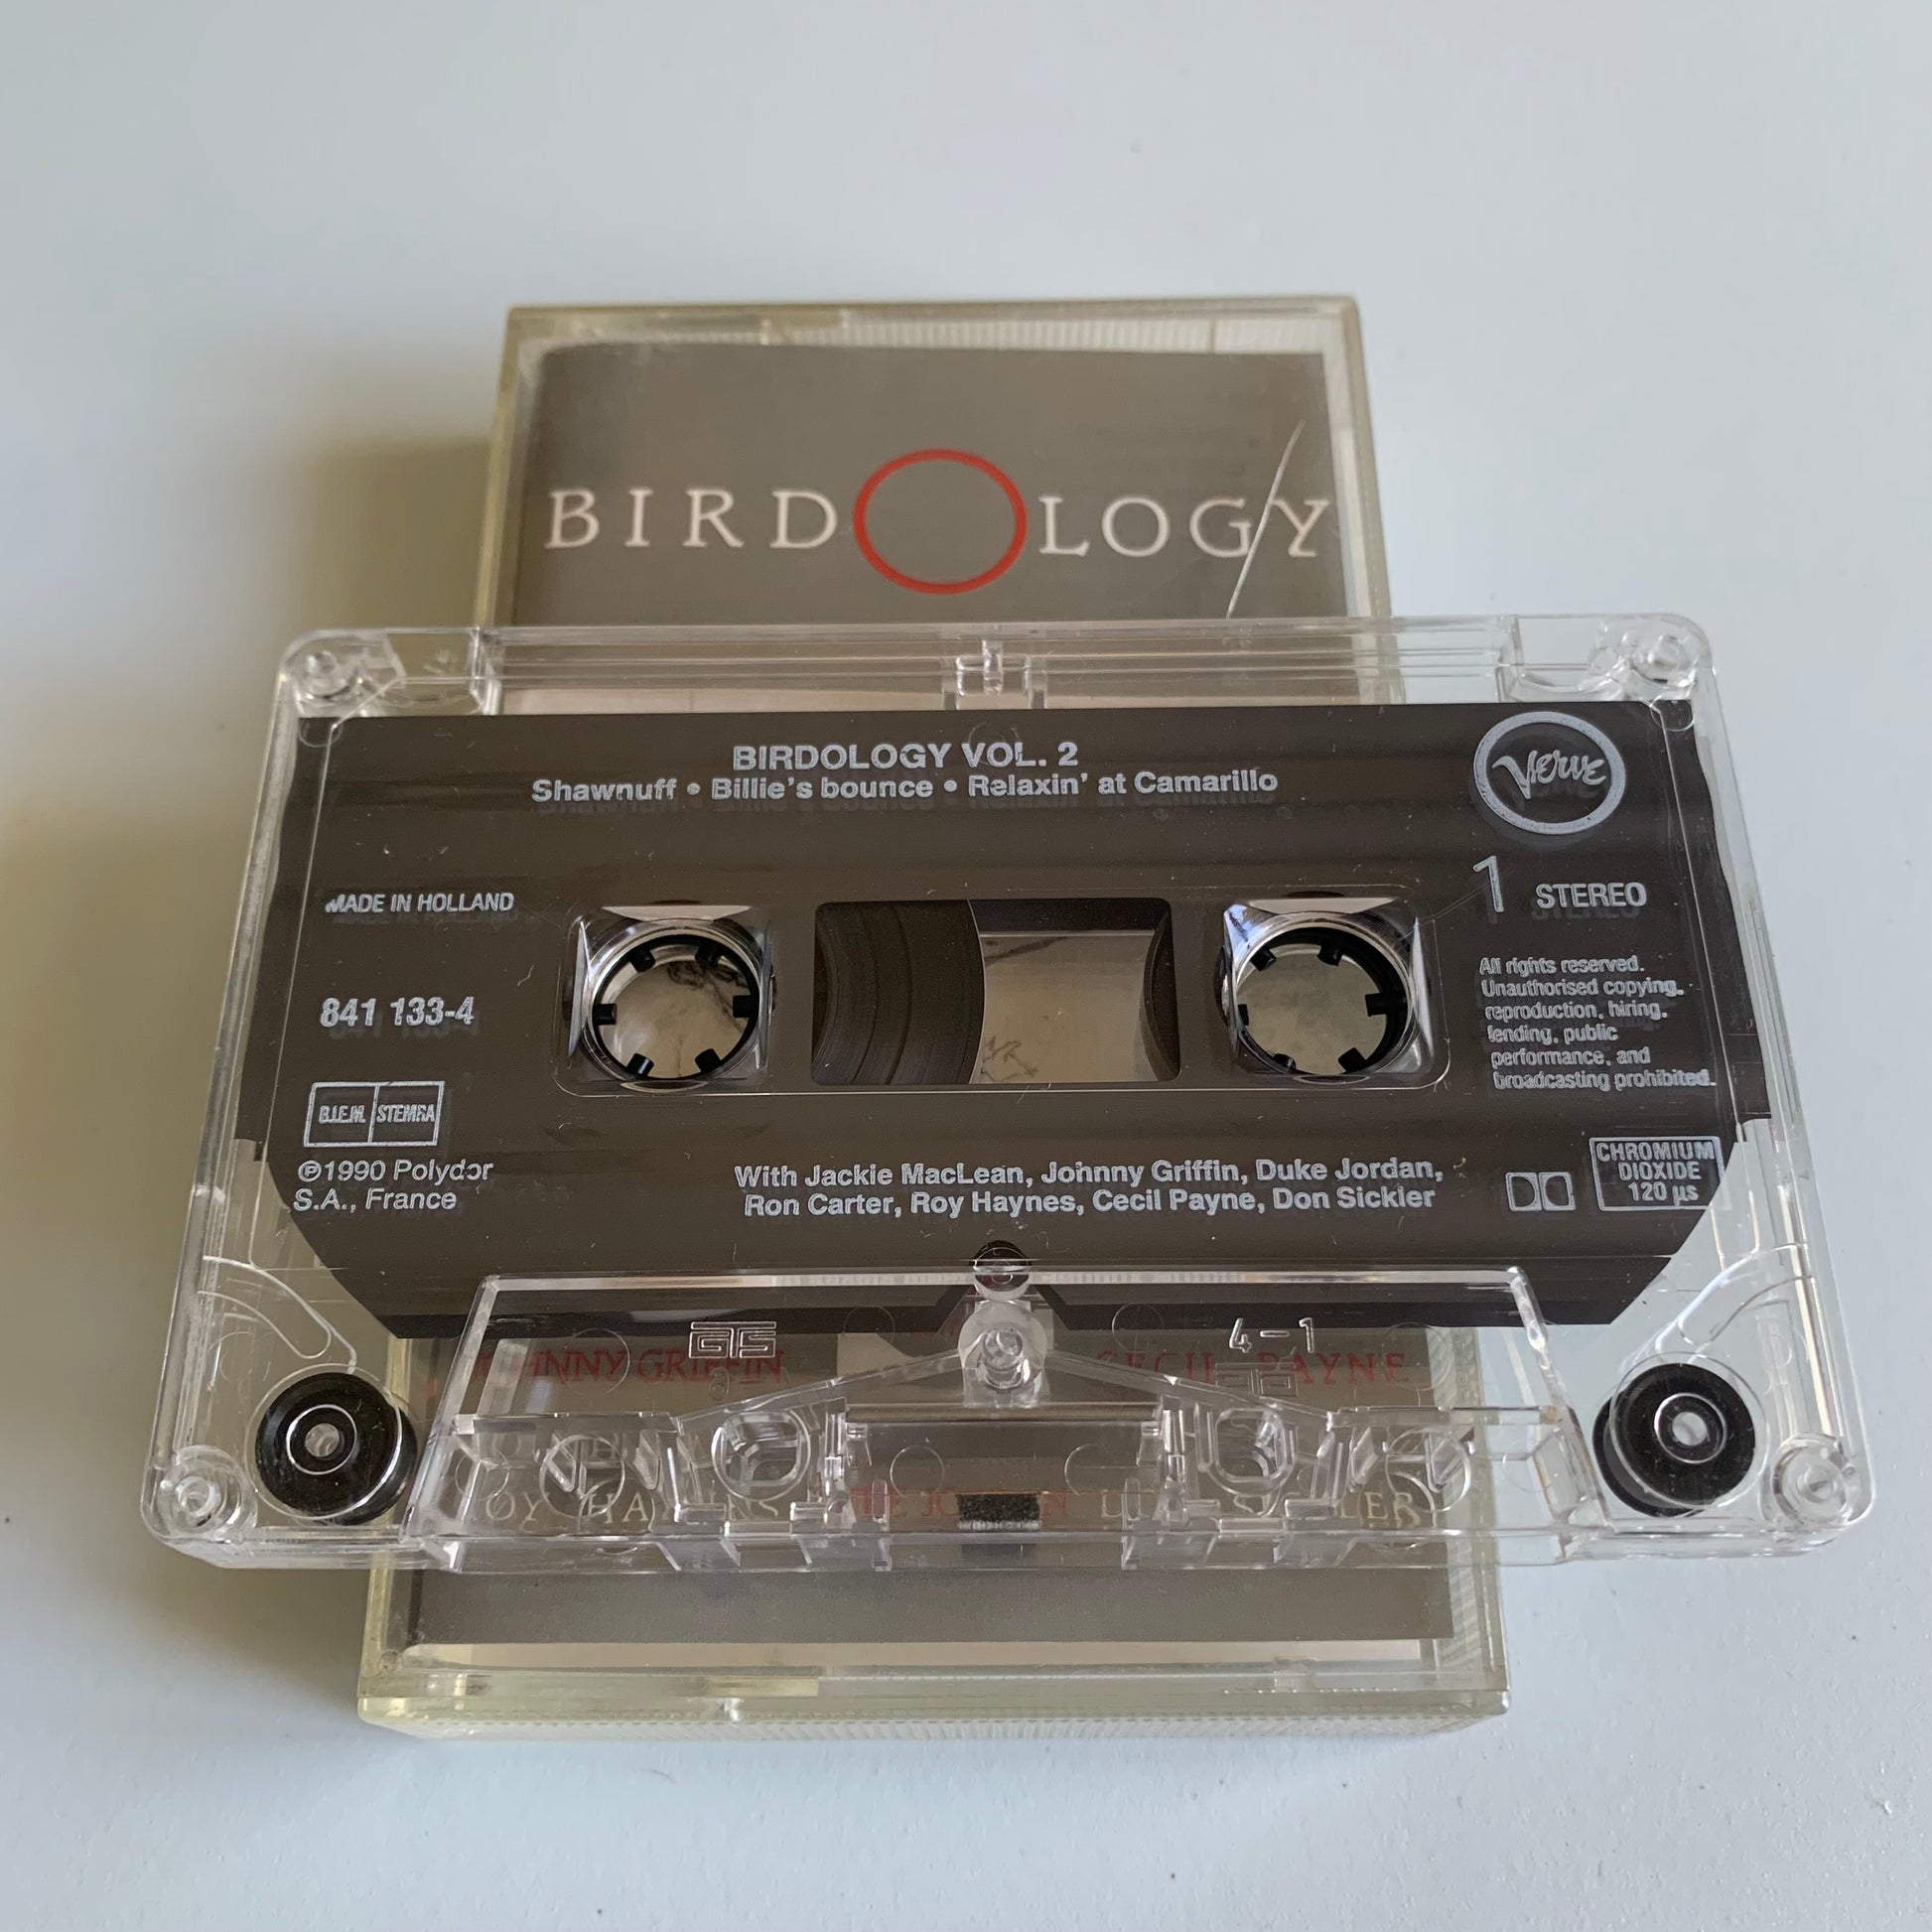 BIRDOLOGY
BIRDOLOGY VOL. 2
Shawnuff • Billie's bounce • Relaxin' at Camarillo
Verve
MADE IN HOLLAND
1 STEREO
841 133-4
All rights reserved.
Unauthorised copying,
reproduction, hiring,
lending, public
performance, and
broadcasting prohibited.
B.I.E.M. STEMRA
℗1990 Polydor
S.A., France
With Jackie MacLean, Johnny Griffin, Duke Jordan,
Ron Carter, Roy Haynes, Cecil Payne, Don Sickler
CHROMIUM
DIOXIDE
120 µs
4-1
GRIFFIN
CECIL PAYNE